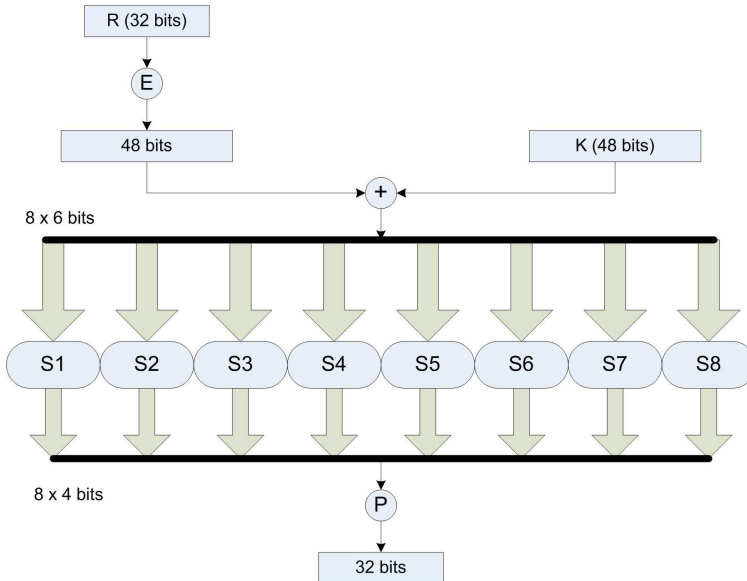 R (32 bits)
E
48 bits
K (48 bits)
+
8 x 6 bits
S1 S2 S3 S4 S5 S6 S7 S8
8 x 4 bits
P
32 bits